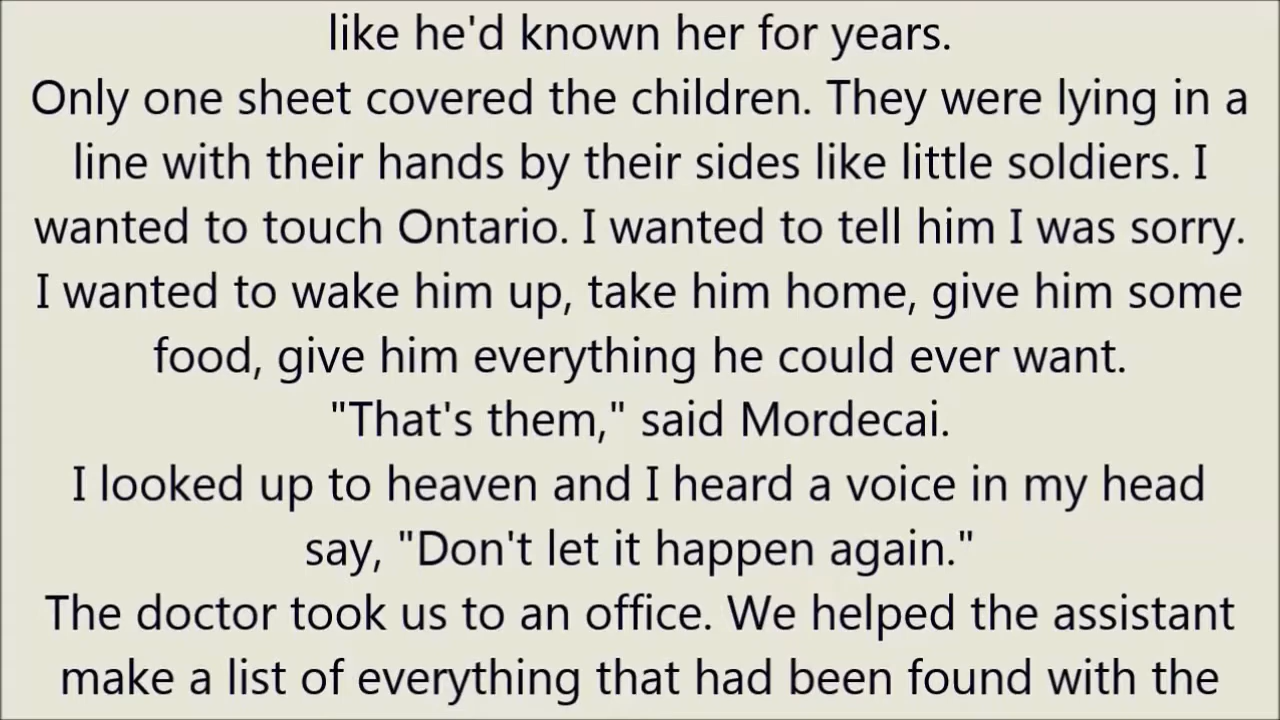 like he'd known her for years.
Only one sheet covered the children. They were lying in a
line with their hands by their sides like little soldiers. I
wanted to touch Ontario. I wanted to tell him I was sorry.
I wanted to wake him up, take him home, give him some
food, give him everything he could ever want.
"That's them," said Mordecai.
I looked up to heaven and I heard a voice in my head
say, "Don't let it happen again."
The doctor took us to an office. We helped the assistant
make a list of everything that had been found with the